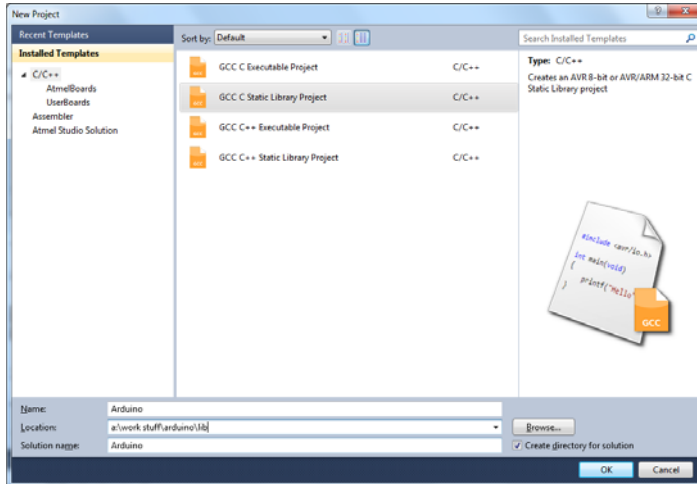 New Project
Recent Templates
Installed Templates
C/C++
AtmelBoards
UserBoards
Assembler
Atmel Studio Solution
Sort by: Default
GCC C Executable Project C/C++
GCC C Static Library Project C/C++
GCC C++ Executable Project C/C++
GCC C++ Static Library Project C/C++
Search Installed Templates
Type: C/C++
Creates an AVR 8-bit or AVR/ARM 32-bit C
Static Library project
#include <avr/io.h>
int main(void)
{
printf("Hello"
}
GCC
Name: Arduino
Location: a:\work stuff\arduino\lib
Browse...
Solution name: Arduino
Create directory for solution
OK Cancel